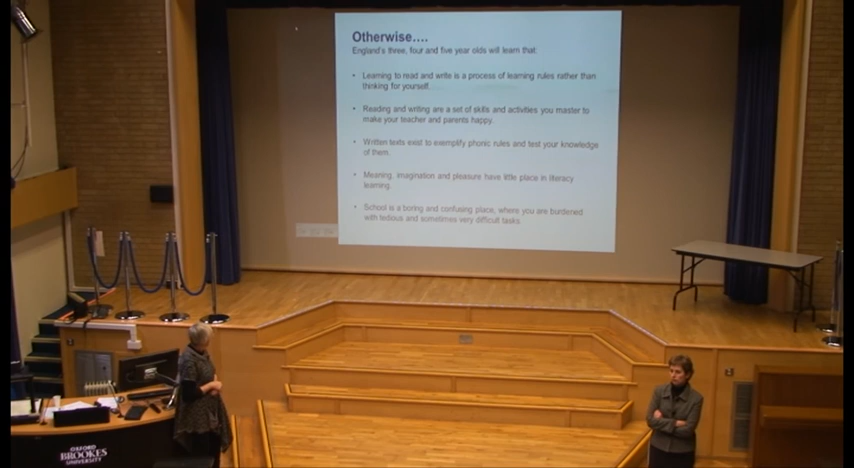 Otherwise....
England's three, four and five year olds will learn that:
• Learning to read and write is a process of learning rules rather than
thinking for yourself.
• Reading and writing are a set of skills and activities you master to
make your teacher and parents happy.
• Written texts exist to exemplify phonic rules and test your knowledge
of them.
• Meaning, imagination and pleasure have little place in literacy
learning.
• School is a boring and confusing place, where you are burdened
with tedious and sometimes very difficult tasks.
OXFORD
BROOKES
UNIVERSITY